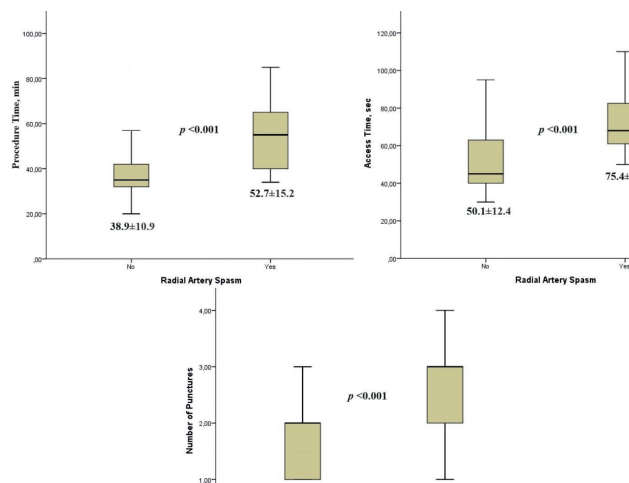 100,00
80,00
60,00
40,00
20,00
,00
Procedure Time, min
p <0.001
38.9±10.9
52.7±15.2
No
Yes
Radial Artery Spasm
120,00
100,00
80,00
60,00
40,00
20,00
,00
Access Time, sec
p <0.001
50.1±12.4
75.4±
No
Yes
Radial Artery Spasm
4,00
3,00
2,00
1,00
Number of Punctures
p <0.001